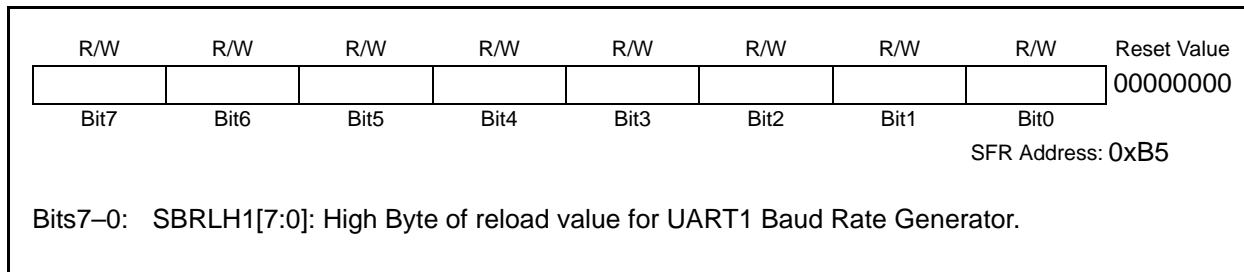 R/W R/W R/W R/W R/W R/W R/W R/W Reset Value
00000000
Bit7 Bit6 Bit5 Bit4 Bit3 Bit2 Bit1 Bit0
SFR Address: 0xB5
Bits7–0: SBRLH1[7:0]: High Byte of reload value for UART1 Baud Rate Generator.